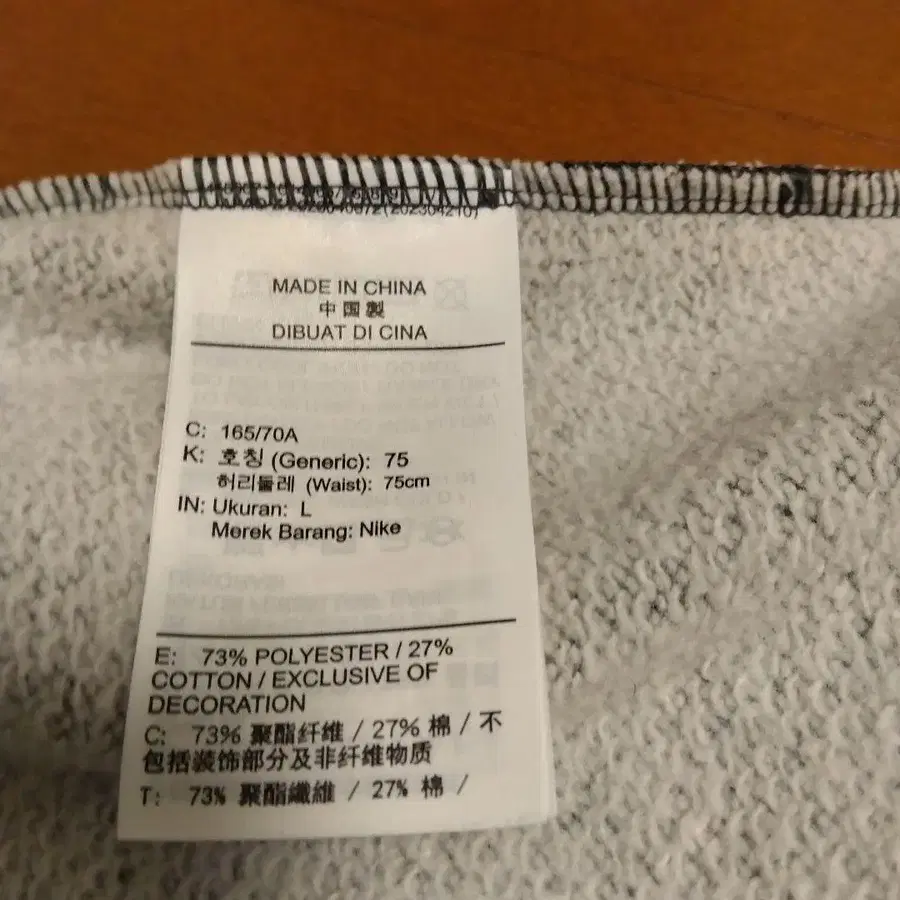 MADE IN CHINA
中国製
DIBUAT DI CINA
C: 165/70A
K: 호칭 (Generic): 75
허리둘레 (Waist): 75cm
IN: Ukuran: L
Merek Barang: Nike
E: 73% POLYESTER / 27%
COTTON / EXCLUSIVE OF
DECORATION
C: 73% 聚酯纤维 / 27% 棉 / 不
包括装饰部分及非纤维物质
T: 73% 聚酯纖維 / 27% 棉 /